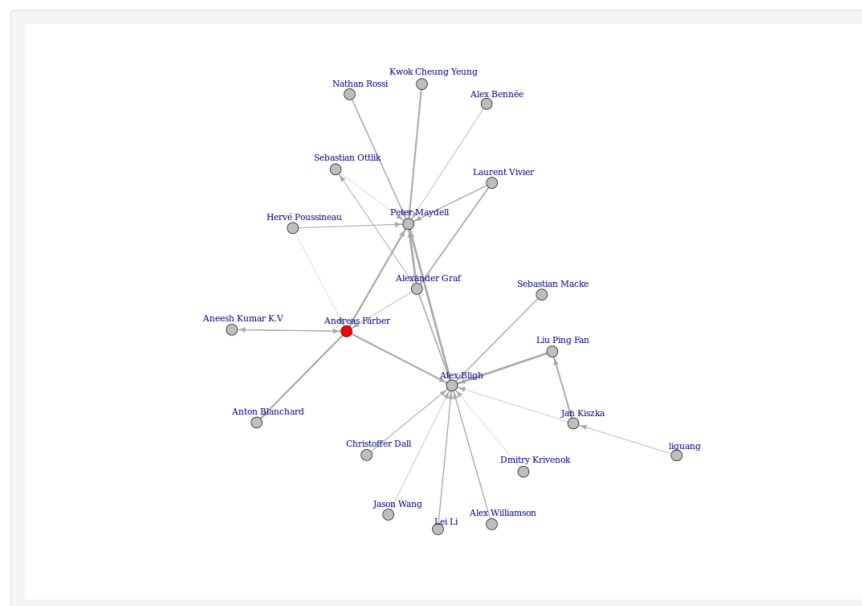 Kwok Cheung Yeung
Nathan Rossi
Alex Bennée
Sebastian Ottlik
Laurent Vivier
Peter Maydell
Hervé Poussineau
Alexander Graf
Sebastian Macke
Aneesh Kumar K.V
Andreas Färber
Liu Ping Fan
Alex Bligh
Anton Blanchard
Jan Kiszka
Christoffer Dall
liguang
Dmitry Krivenok
Jason Wang
Alex Williamson
Lei Li